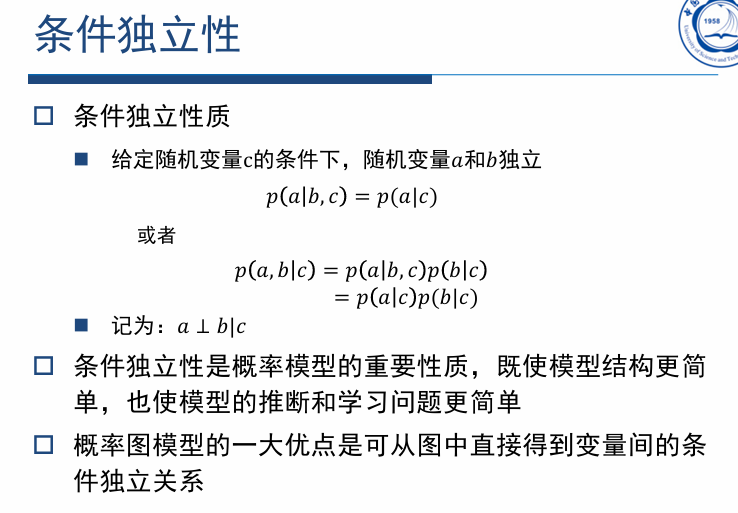 条件独立性
1958
University of Science and Tech
条件独立性质
给定随机变量c的条件下，随机变量a和b独立
p(a|b,c) = p(a|c)
或者
p(a,b|c) = p(a|b,c)p(b|c)
= p(a|c)p(b|c)
记为：a ⊥ b|c
条件独立性是概率模型的重要性质，既使模型结构更简
单，也使模型的推断和学习问题更简单
概率图模型的一大优点是可从图中直接得到变量间的条
件独立关系